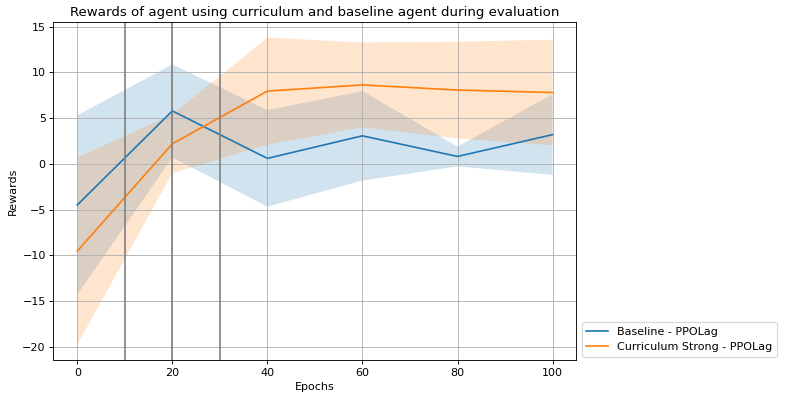 Rewards of agent using curriculum and baseline agent during evaluation
15
10
5
0
−5
−10
−15
−20
Rewards
0 20 40 60 80 100
Epochs
Baseline - PPOLag
Curriculum Strong - PPOLag